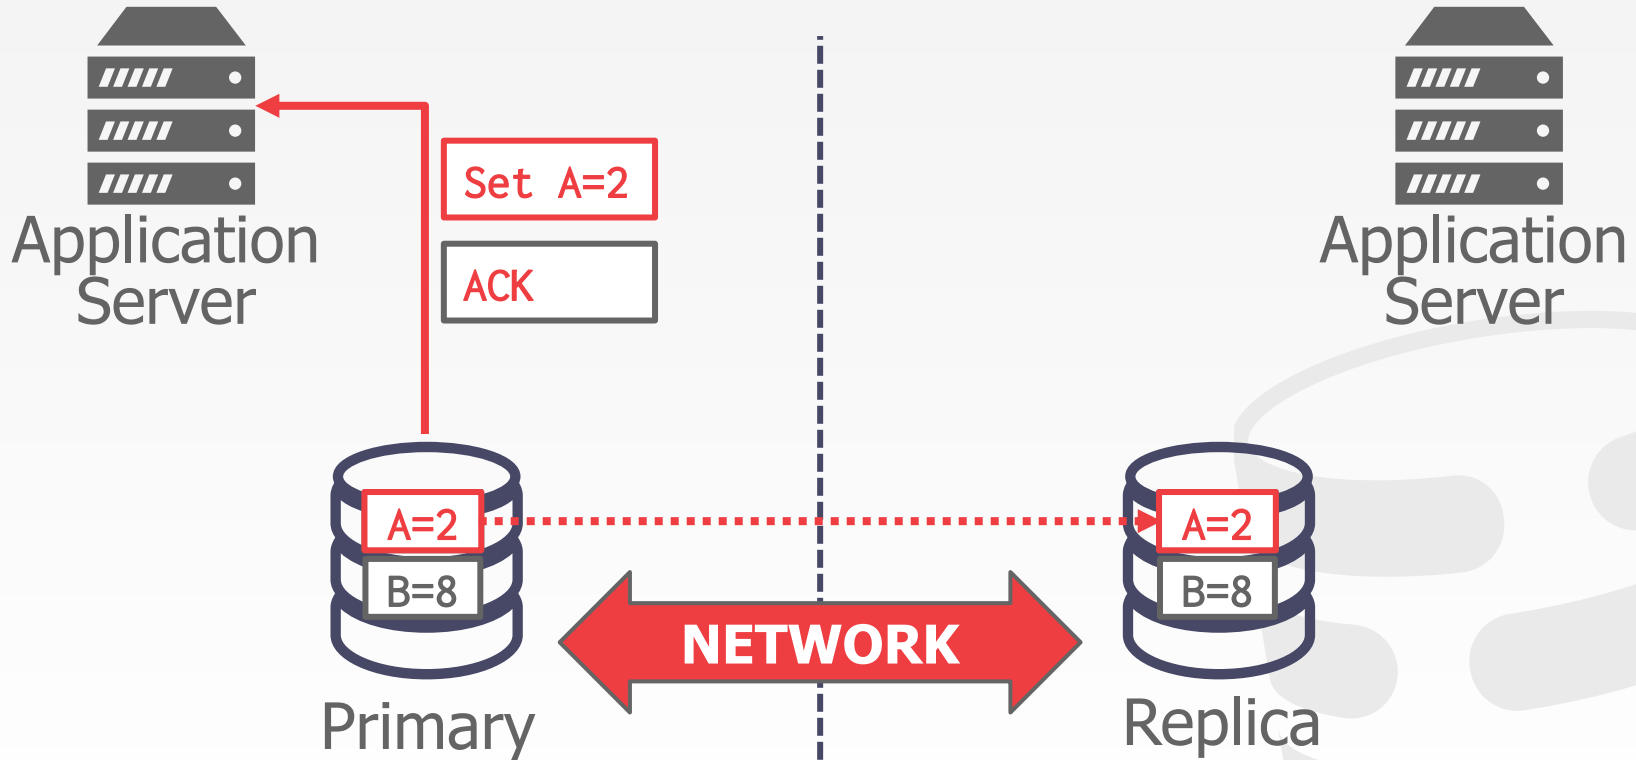 Set A=2
ACK
Application
Server
Application
Server
A=2
B=8
A=2
B=8
NETWORK
Primary
Replica